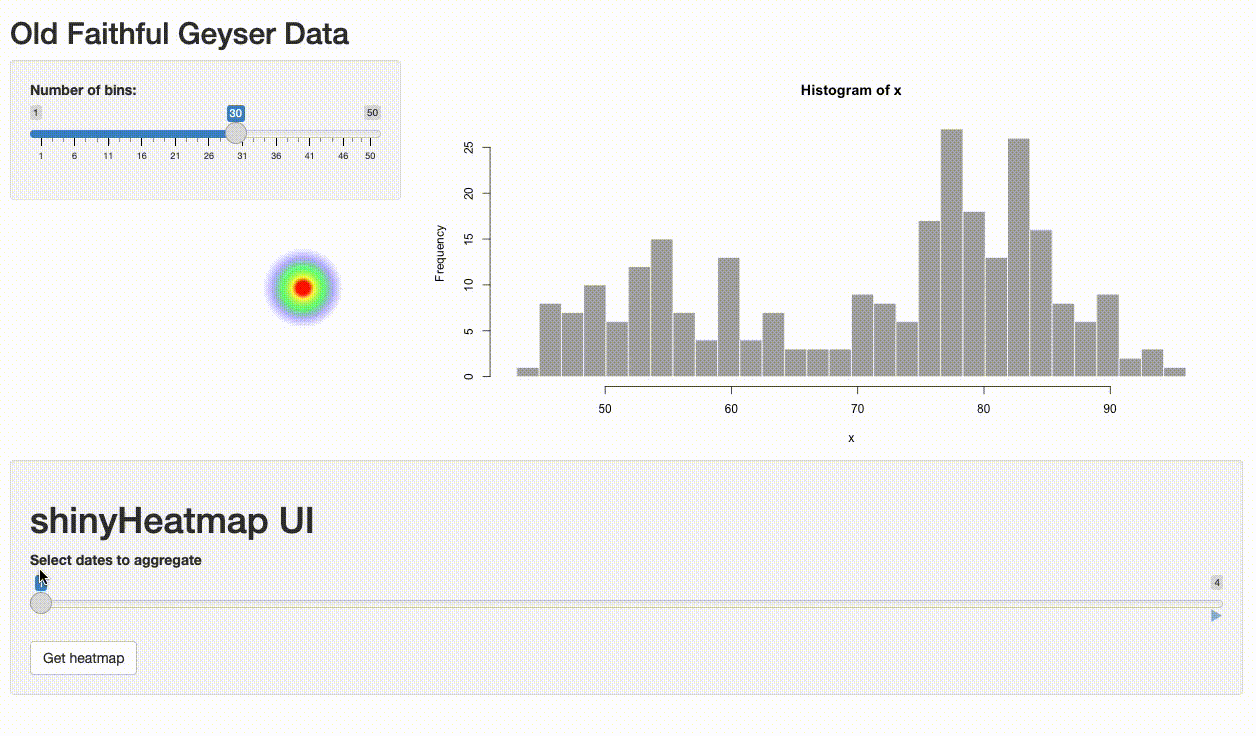 Old Faithful Geyser Data
Number of bins:
1 30 50
1 6 11 16 21 26 31 36 41 46 50
Histogram of x
Frequency
25
20
15
10
5
0
50 60 70 80 90
x
shinyHeatmap UI
Select dates to aggregate
4
Get heatmap